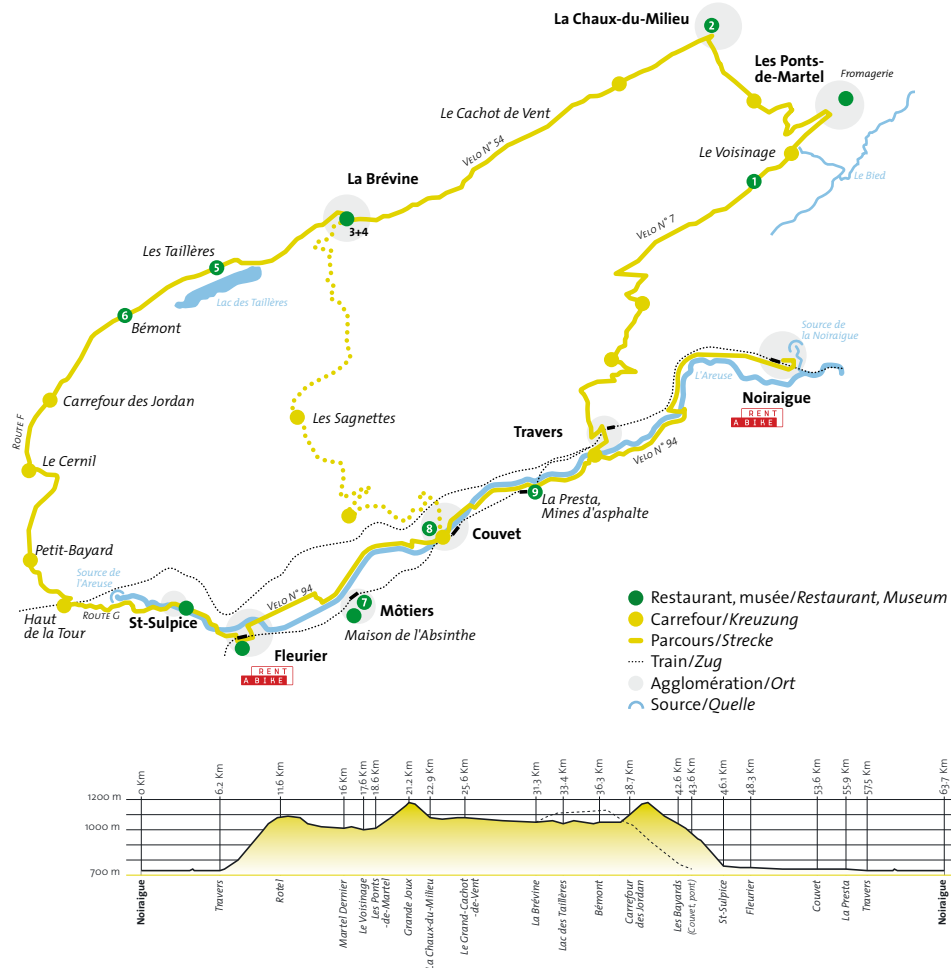 La Chaux-du-Milieu
2
Les Ponts-
de-Martel
Fromagerie
Le Cachot de Vent
VELO N° 54
Le Voisinage
1
Le Bied
La Brévine
3+4
VELO N° 7
Les Taillères
5
Lac des Taillères
6
Bémont
Source de
la Noiraigue
L'Areuse
Noiraigue
RENT
A BIKE
Carrefour des Jordan
ROUTE F
Les Sagnettes
Travers
VELO N° 94
Le Cernil
9
La Presta,
Mines d'asphalte
8
Couvet
Petit-Bayard
Source de
l'Areuse
VELO N° 94
7
Môtiers
Maison de l'Absinthe
Haut
de la Tour
ROUTE G
St-Sulpice
Fleurier
RENT
A BIKE
Restaurant, musée/Restaurant, Museum
Carrefour/Kreuzung
Parcours/Strecke
Train/Zug
Agglomération/Ort
Source/Quelle
0 Km
6.2 Km
11.6 Km
16 Km
17.6 Km
18.6 Km
21.2 Km
22.9 Km
25.6 Km
31.3 Km
33.4 Km
36.3 Km
38.7 Km
42.6 Km
43.6 Km
46.1 Km
48.3 Km
53.6 Km
55.9 Km
57.5 Km
63.7 Km
1200 m
1000 m
700 m
Noiraigue
Travers
Rotel
Martel Dernier
Le Voisinage
Les Ponts
-de-Martel
Grande Joux
La Chaux-du-Milieu
Le Grand-Cachot
-de-Vent
La Brévine
Lac des Taillères
Bémont
Carrefour
des Jordan
Les Bayards
(Couvet, pont)
St-Sulpice
Fleurier
Couvet
La Presta
Travers
Noiraigue